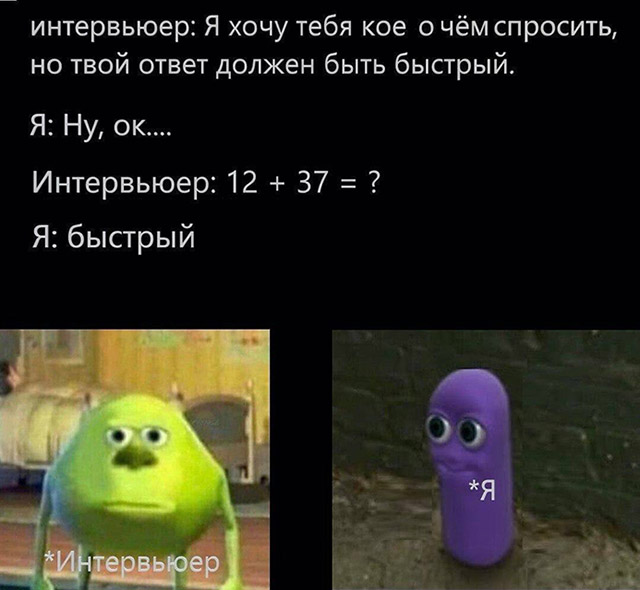 интервьюер: Я хочу тебя кое о чём спросить,
но твой ответ должен быть быстрый.
Я: Ну, ок....
Интервьюер: 12 + 37 = ?
Я: быстрый
*Я
*Интервьюер